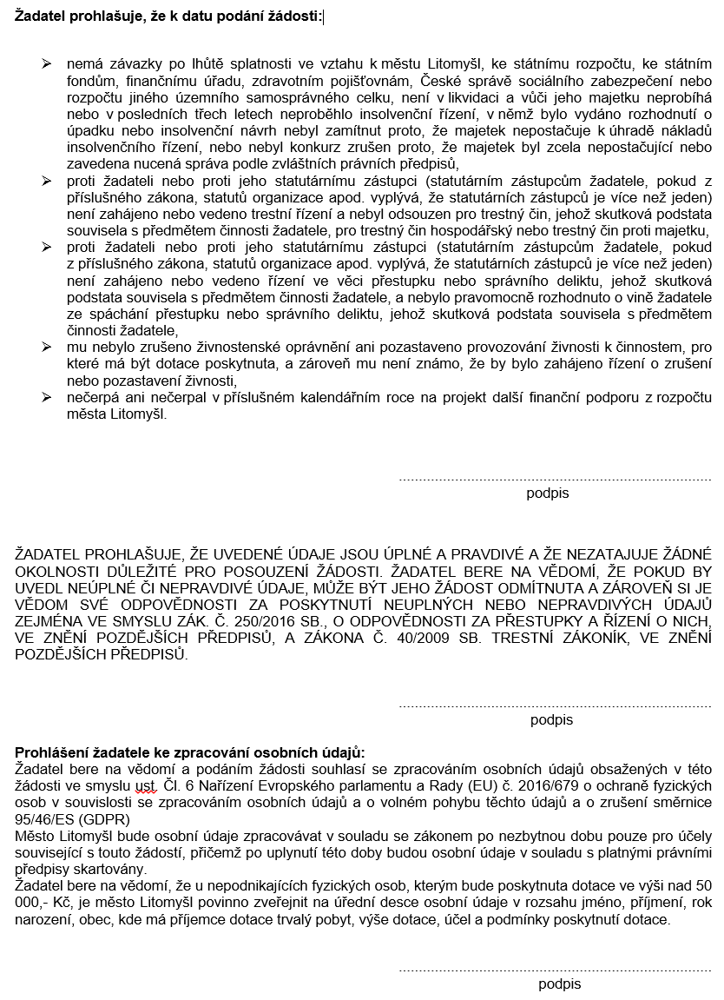 Žadatel prohlašuje, že k datu podání žádosti:
➢ nemá závazky po lhůtě splatnosti ve vztahu k městu Litomyšl, ke státnímu rozpočtu, ke státním
fondům, finančnímu úřadu, zdravotním pojišťovnám, České správě sociálního zabezpečení nebo
rozpočtu jiného územního samosprávného celku, není v likvidaci a vůči jeho majetku neprobíhá
nebo v posledních třech letech neproběhlo insolvenční řízení, v němž bylo vydáno rozhodnutí o
úpadku nebo insolvenční návrh nebyl zamítnut proto, že majetek nepostačuje k úhradě nákladů
insolvenčního řízení, nebo nebyl konkurz zrušen proto, že majetek byl zcela nepostačující nebo
zavedena nucená správa podle zvláštních právních předpisů,
➢ proti žadateli nebo proti jeho statutárnímu zástupci (statutárním zástupcům žadatele, pokud z
příslušného zákona, statutů organizace apod. vyplývá, že statutárních zástupců je více než jeden)
není zahájeno nebo vedeno trestní řízení a nebyl odsouzen pro trestný čin, jehož skutková podstata
souvisela s předmětem činnosti žadatele, pro trestný čin hospodářský nebo trestný čin proti majetku,
➢ proti žadateli nebo proti jeho statutárnímu zástupci (statutárním zástupcům žadatele, pokud
z příslušného zákona, statutů organizace apod. vyplývá, že statutárních zástupců je více než jeden)
není zahájeno nebo vedeno řízení ve věci přestupku nebo správního deliktu, jehož skutková
podstata souvisela s předmětem činnosti žadatele, a nebylo pravomocně rozhodnuto o vině žadatele
ze spáchání přestupku nebo správního deliktu, jehož skutková podstata souvisela s předmětem
činnosti žadatele,
➢ mu nebylo zrušeno živnostenské oprávnění ani pozastaveno provozování živnosti k činnostem, pro
které má být dotace poskytnuta, a zároveň mu není známo, že by bylo zahájeno řízení o zrušení
nebo pozastavení živnosti,
➢ nečerpá ani nečerpal v příslušném kalendářním roce na projekt další finanční podporu z rozpočtu
města Litomyšl.
................................................................................
podpis
ŽADATEL PROHLAŠUJE, ŽE UVEDENÉ ÚDAJE JSOU ÚPLNÉ A PRAVDIVÉ A ŽE NEZATAJUJE ŽÁDNÉ
OKOLNOSTI DŮLEŽITÉ PRO POSOUZENÍ ŽÁDOSTI. ŽADATEL BERE NA VĚDOMÍ, ŽE POKUD BY
UVEDL NEÚPLNÉ ČI NEPRAVDIVÉ ÚDAJE, MŮŽE BÝT JEHO ŽÁDOST ODMÍTNUTA A ZÁROVEŇ SI JE
VĚDOM SVÉ ODPOVĚDNOSTI ZA POSKYTNUTÍ NEUPLNÝCH NEBO NEPRAVDIVÝCH ÚDAJŮ
ZEJMÉNA VE SMYSLU ZÁK. Č. 250/2016 SB., O ODPOVĚDNOSTI ZA PŘESTUPKY A ŘÍZENÍ O NICH,
VE ZNĚNÍ POZDĚJŠÍCH PŘEDPISŮ, A ZÁKONA Č. 40/2009 SB. TRESTNÍ ZÁKONÍK, VE ZNĚNÍ
POZDĚJŠÍCH PŘEDPISŮ.
................................................................................
podpis
Prohlášení žadatele ke zpracování osobních údajů:
Žadatel bere na vědomí a podáním žádosti souhlasí se zpracováním osobních údajů obsažených v této
žádosti ve smyslu ust. Čl. 6 Nařízení Evropského parlamentu a Rady (EU) č. 2016/679 o ochraně fyzických
osob v souvislosti se zpracováním osobních údajů a o volném pohybu těchto údajů a o zrušení směrnice
95/46/ES (GDPR)
Město Litomyšl bude osobní údaje zpracovávat v souladu se zákonem po nezbytnou dobu pouze pro účely
související s touto žádostí, přičemž po uplynutí této doby budou osobní údaje v souladu s platnými právními
předpisy skartovány.
Žadatel bere na vědomí, že u nepodnikajících fyzických osob, kterým bude poskytnuta dotace ve výši nad 50
000,- Kč, je město Litomyšl povinno zveřejnit na úřední desce osobní údaje v rozsahu jméno, příjmení, rok
narození, obec, kde má příjemce dotace trvalý pobyt, výše dotace, účel a podmínky poskytnutí dotace.
................................................................................
podpis